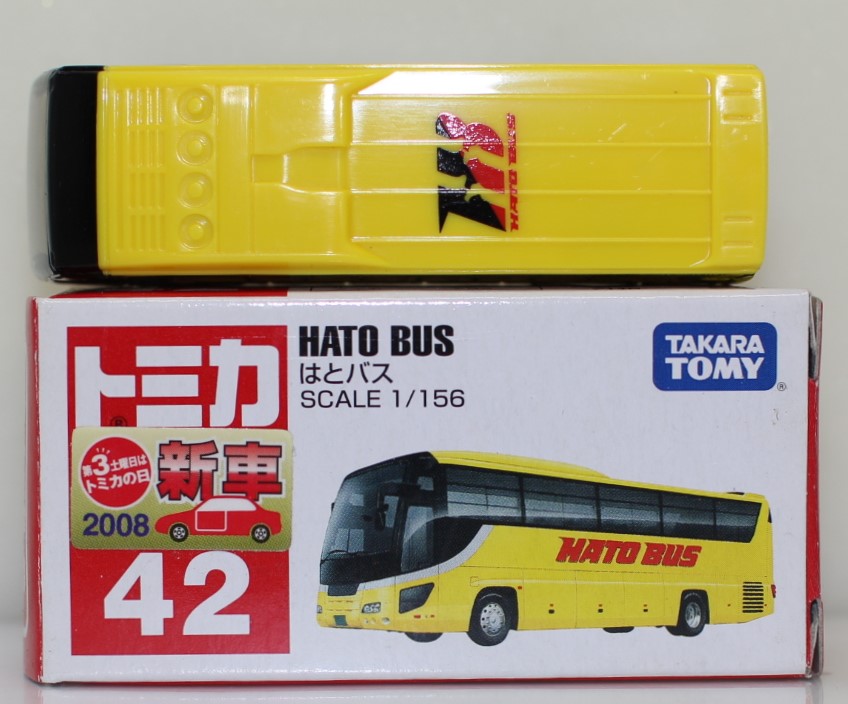 HATO BUS
トミカ
®
HATO BUS
はとバス
SCALE 1/156
TAKARA
TOMY
®
第3土曜日は
トミカの日
新車
2008
42
HATO BUS